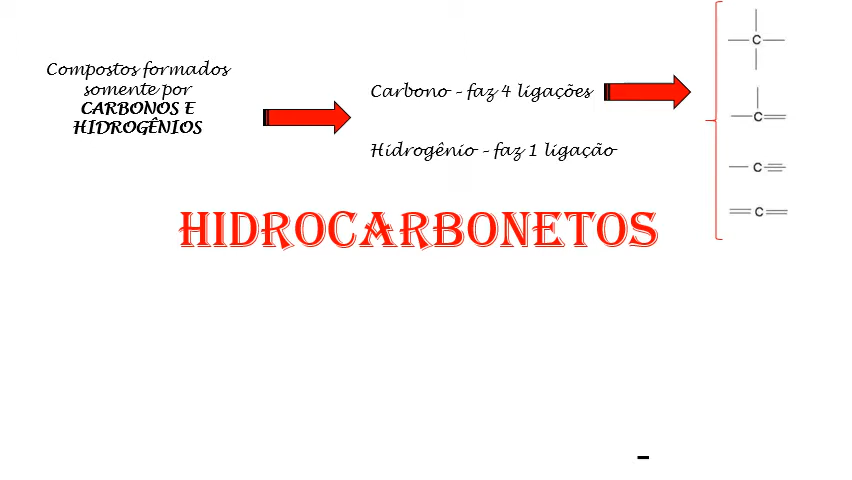 Compostos formados
somente por
CARBONOS E
HIDROGÊNIOS
Carbono – faz 4 ligações
Hidrogênio – faz 1 ligação
C
C
C
C
HIDROCARBONETOS
-